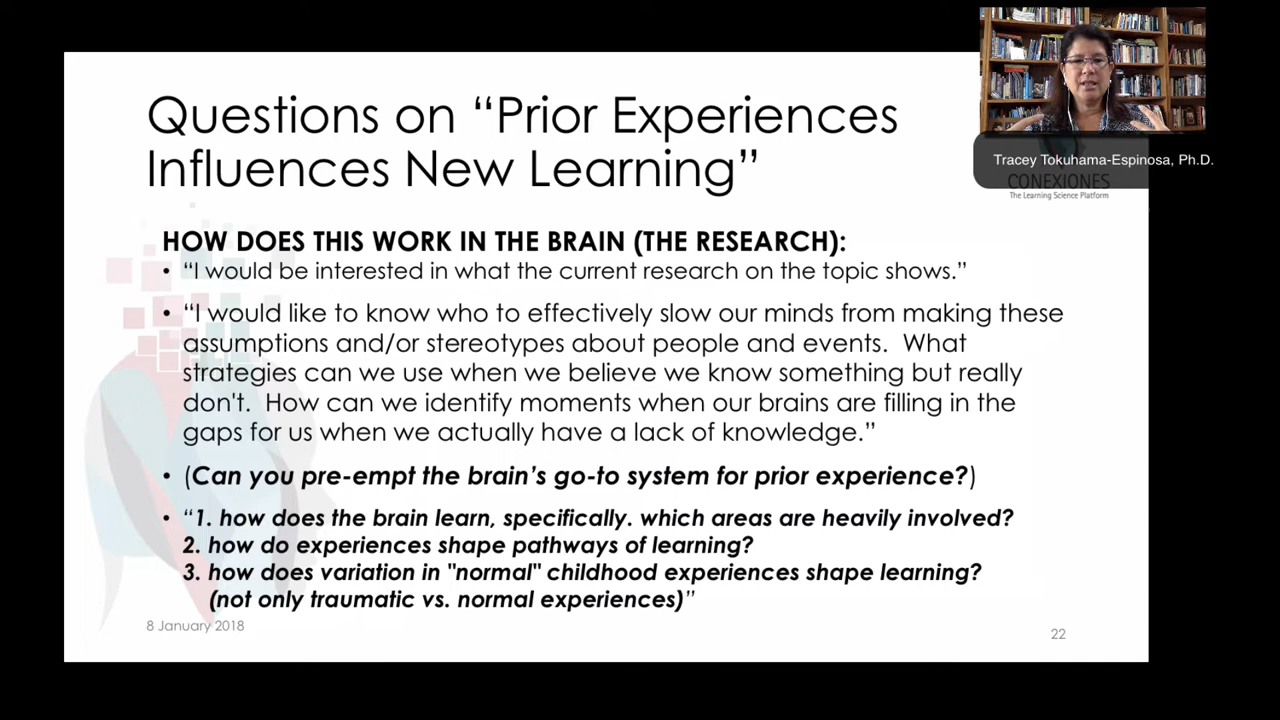 Questions on “Prior Experiences
Influences New Learning”
Tracey Tokuhama-Espinosa, Ph.D.
CONEXIONES
The Learning Science Platform
HOW DOES THIS WORK IN THE BRAIN (THE RESEARCH):
• “I would be interested in what the current research on the topic shows.”
• “I would like to know who to effectively slow our minds from making these
assumptions and/or stereotypes about people and events.  What
strategies can we use when we believe we know something but really
don't.  How can we identify moments when our brains are filling in the
gaps for us when we actually have a lack of knowledge.”
• (Can you pre-empt the brain’s go-to system for prior experience?)
• “1. how does the brain learn, specifically. which areas are heavily involved?
2. how do experiences shape pathways of learning?
3. how does variation in "normal" childhood experiences shape learning?
(not only traumatic vs. normal experiences)”
8 January 2018
22